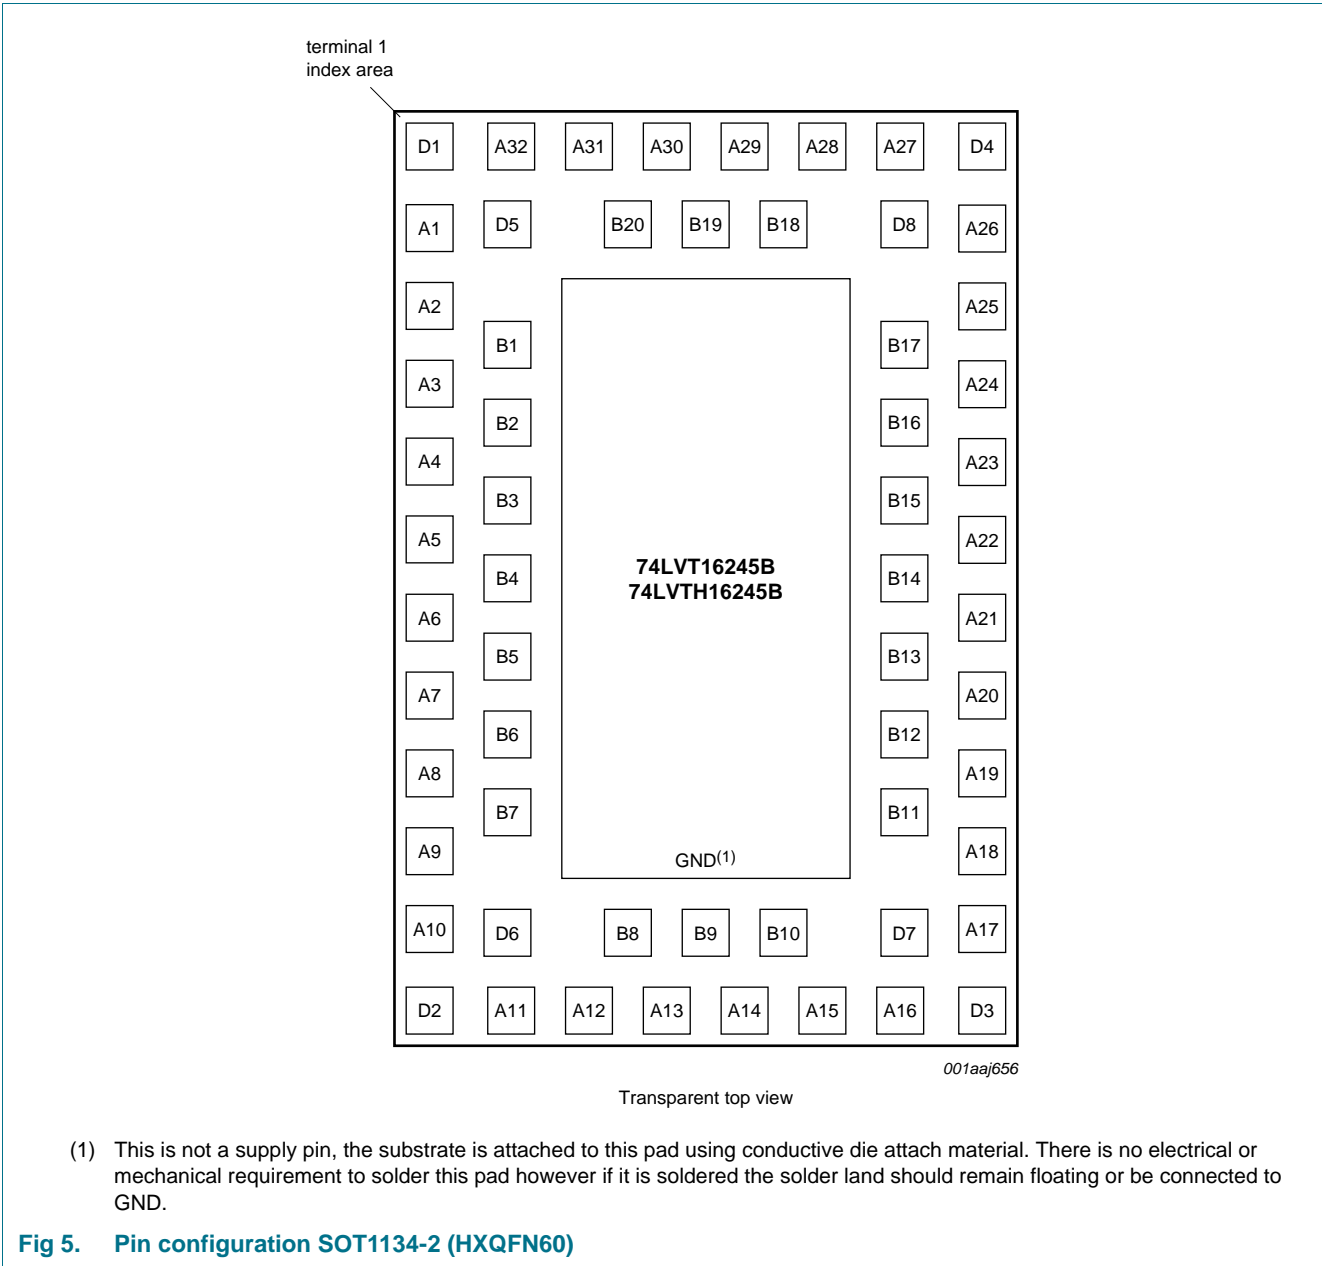 terminal 1
index area
D1 A32 A31 A30 A29 A28 A27 D4
A1 D5 B20 B19 B18 D8 A26
A2 A25
B1 B17
A3 A24
B2 B16
A4 A23
B3 B15
A5 A22
74LVT16245B
B4 B14
74LVTH16245B
A6 A21
B5 B13
A7 A20
B6 B12
A8 A19
B7 B11
A9 GND(1) A18
A10 D6 B8 B9 B10 D7 A17
D2 A11 A12 A13 A14 A15 A16 D3
001aaj656
Transparent top view
(1) This is not a supply pin, the substrate is attached to this pad using conductive die attach material. There is no electrical or
mechanical requirement to solder this pad however if it is soldered the solder land should remain floating or be connected to
GND.
Fig 5. Pin configuration SOT1134-2 (HXQFN60)